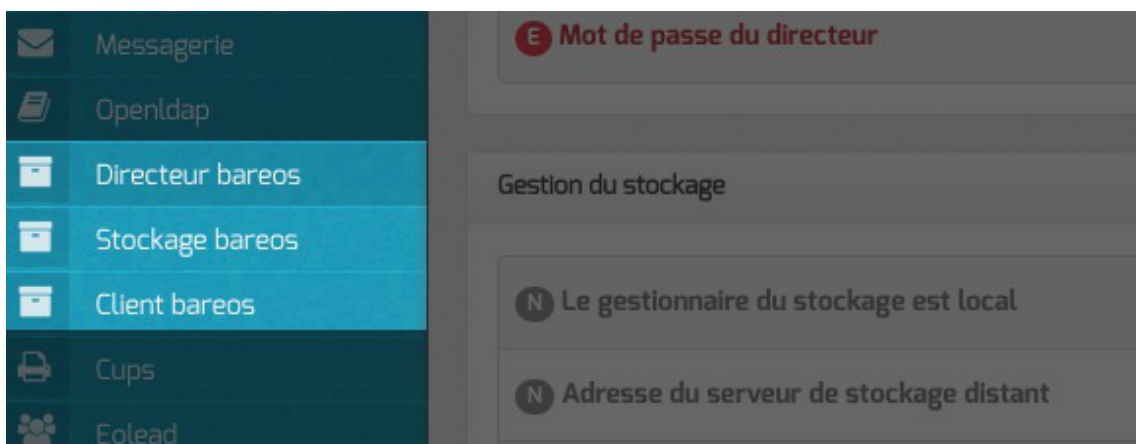 Messagerie
Openldap
Directeur bareos
Stockage bareos
Client bareos
Cups
Eolead
E Mot de passe du directeur
Gestion du stockage
N Le gestionnaire du stockage est local
N Adresse du serveur de stockage distant